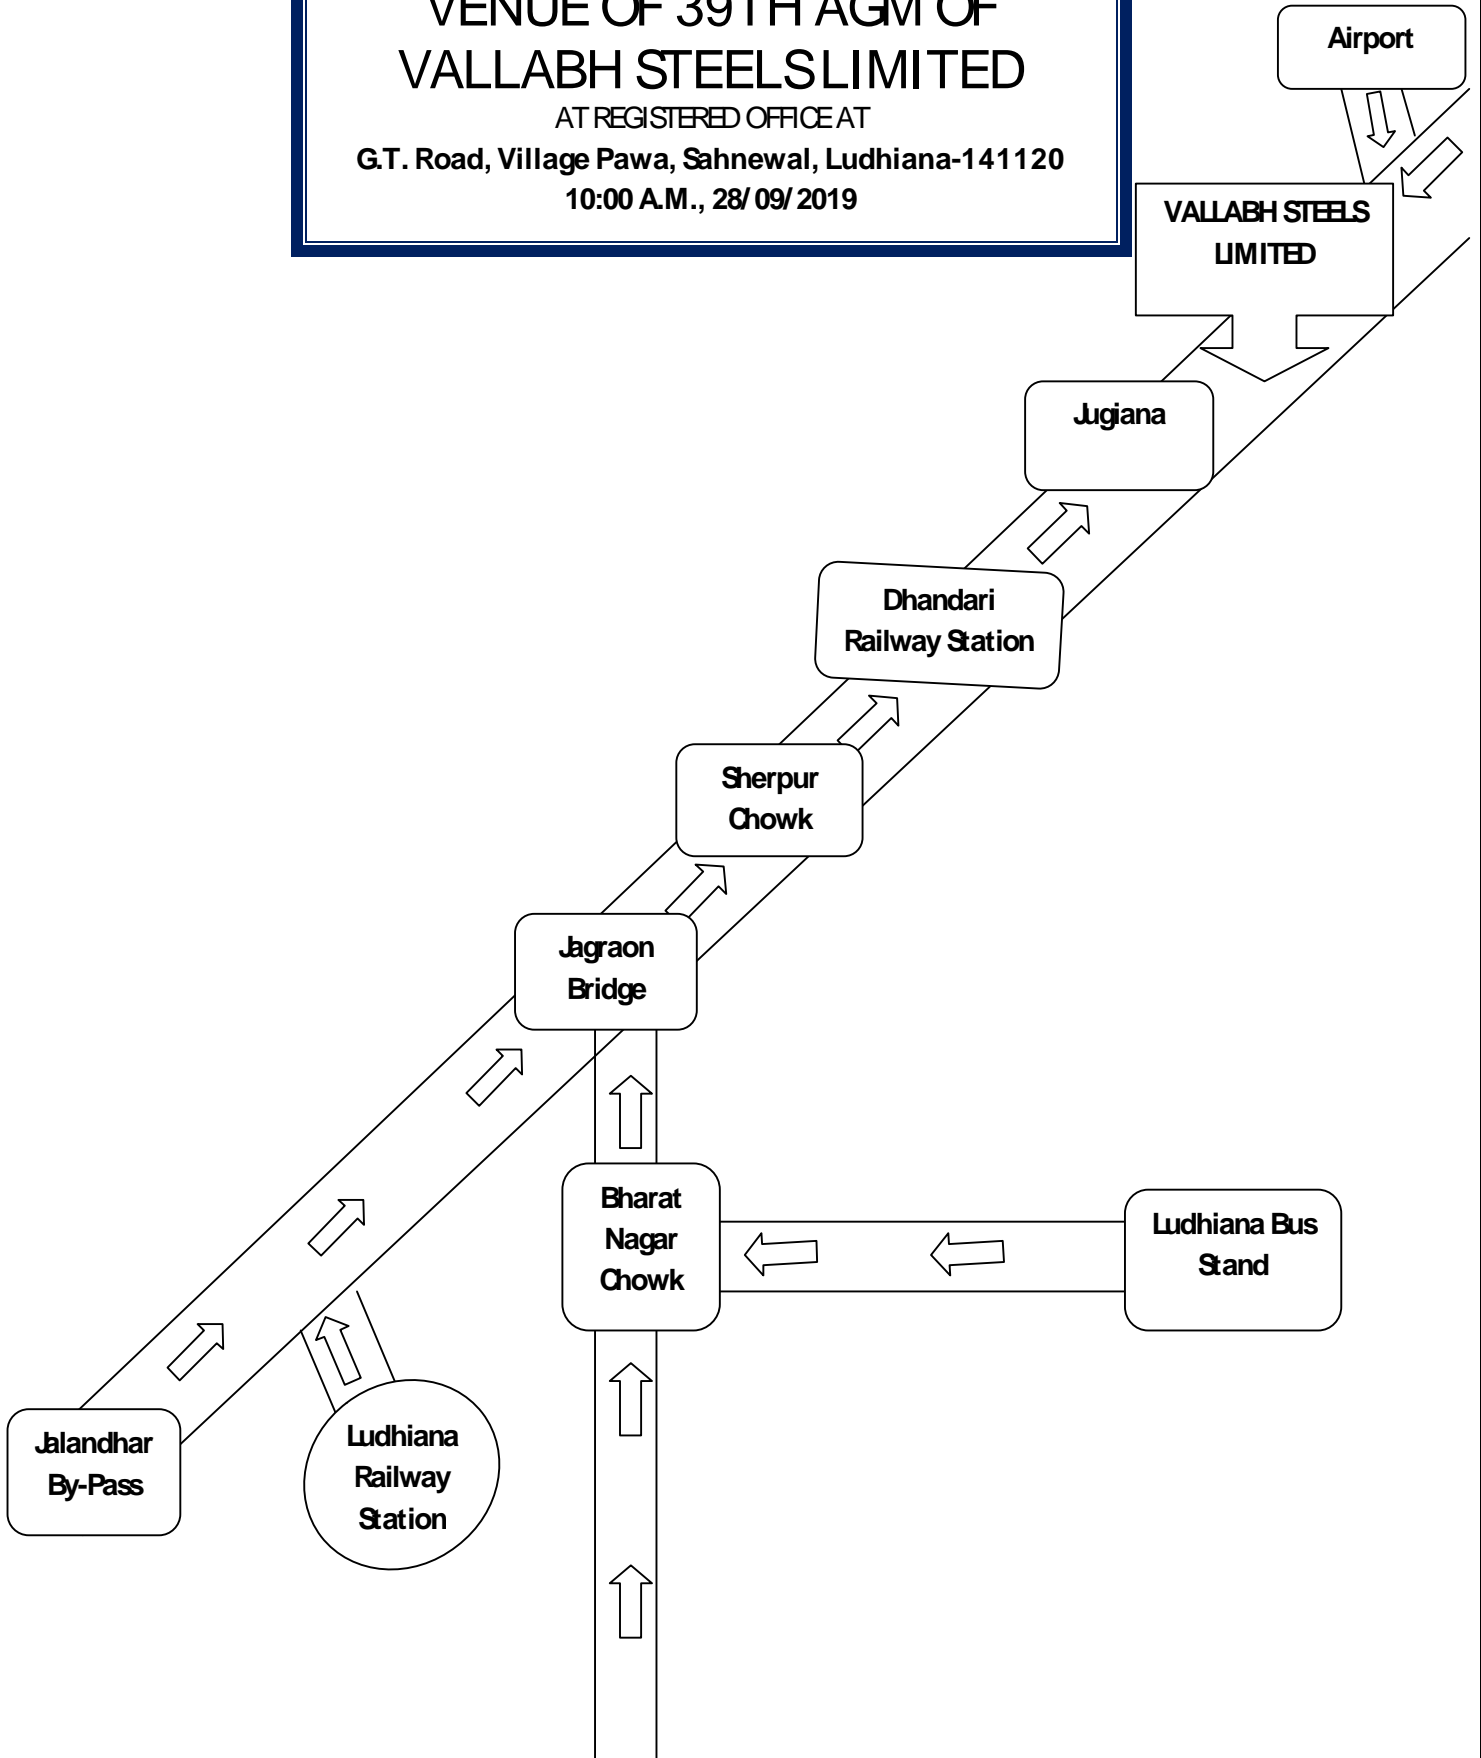 VENUE OF 39TH AGM OF
VALLABH STEELS LIMITED
AT REGISTERED OFFICE AT
G.T. Road, Village Pawa, Sahnewal, Ludhiana-141120
10:00 A.M., 28/09/2019
Airport
VALLABH STEELS
LIMITED
Jugiana
Dhandari
Railway Station
Sherpur
Chowk
Jagraon
Bridge
Bharat
Nagar
Chowk
Ludhiana Bus
Stand
Jalandhar
By-Pass
Ludhiana
Railway
Station